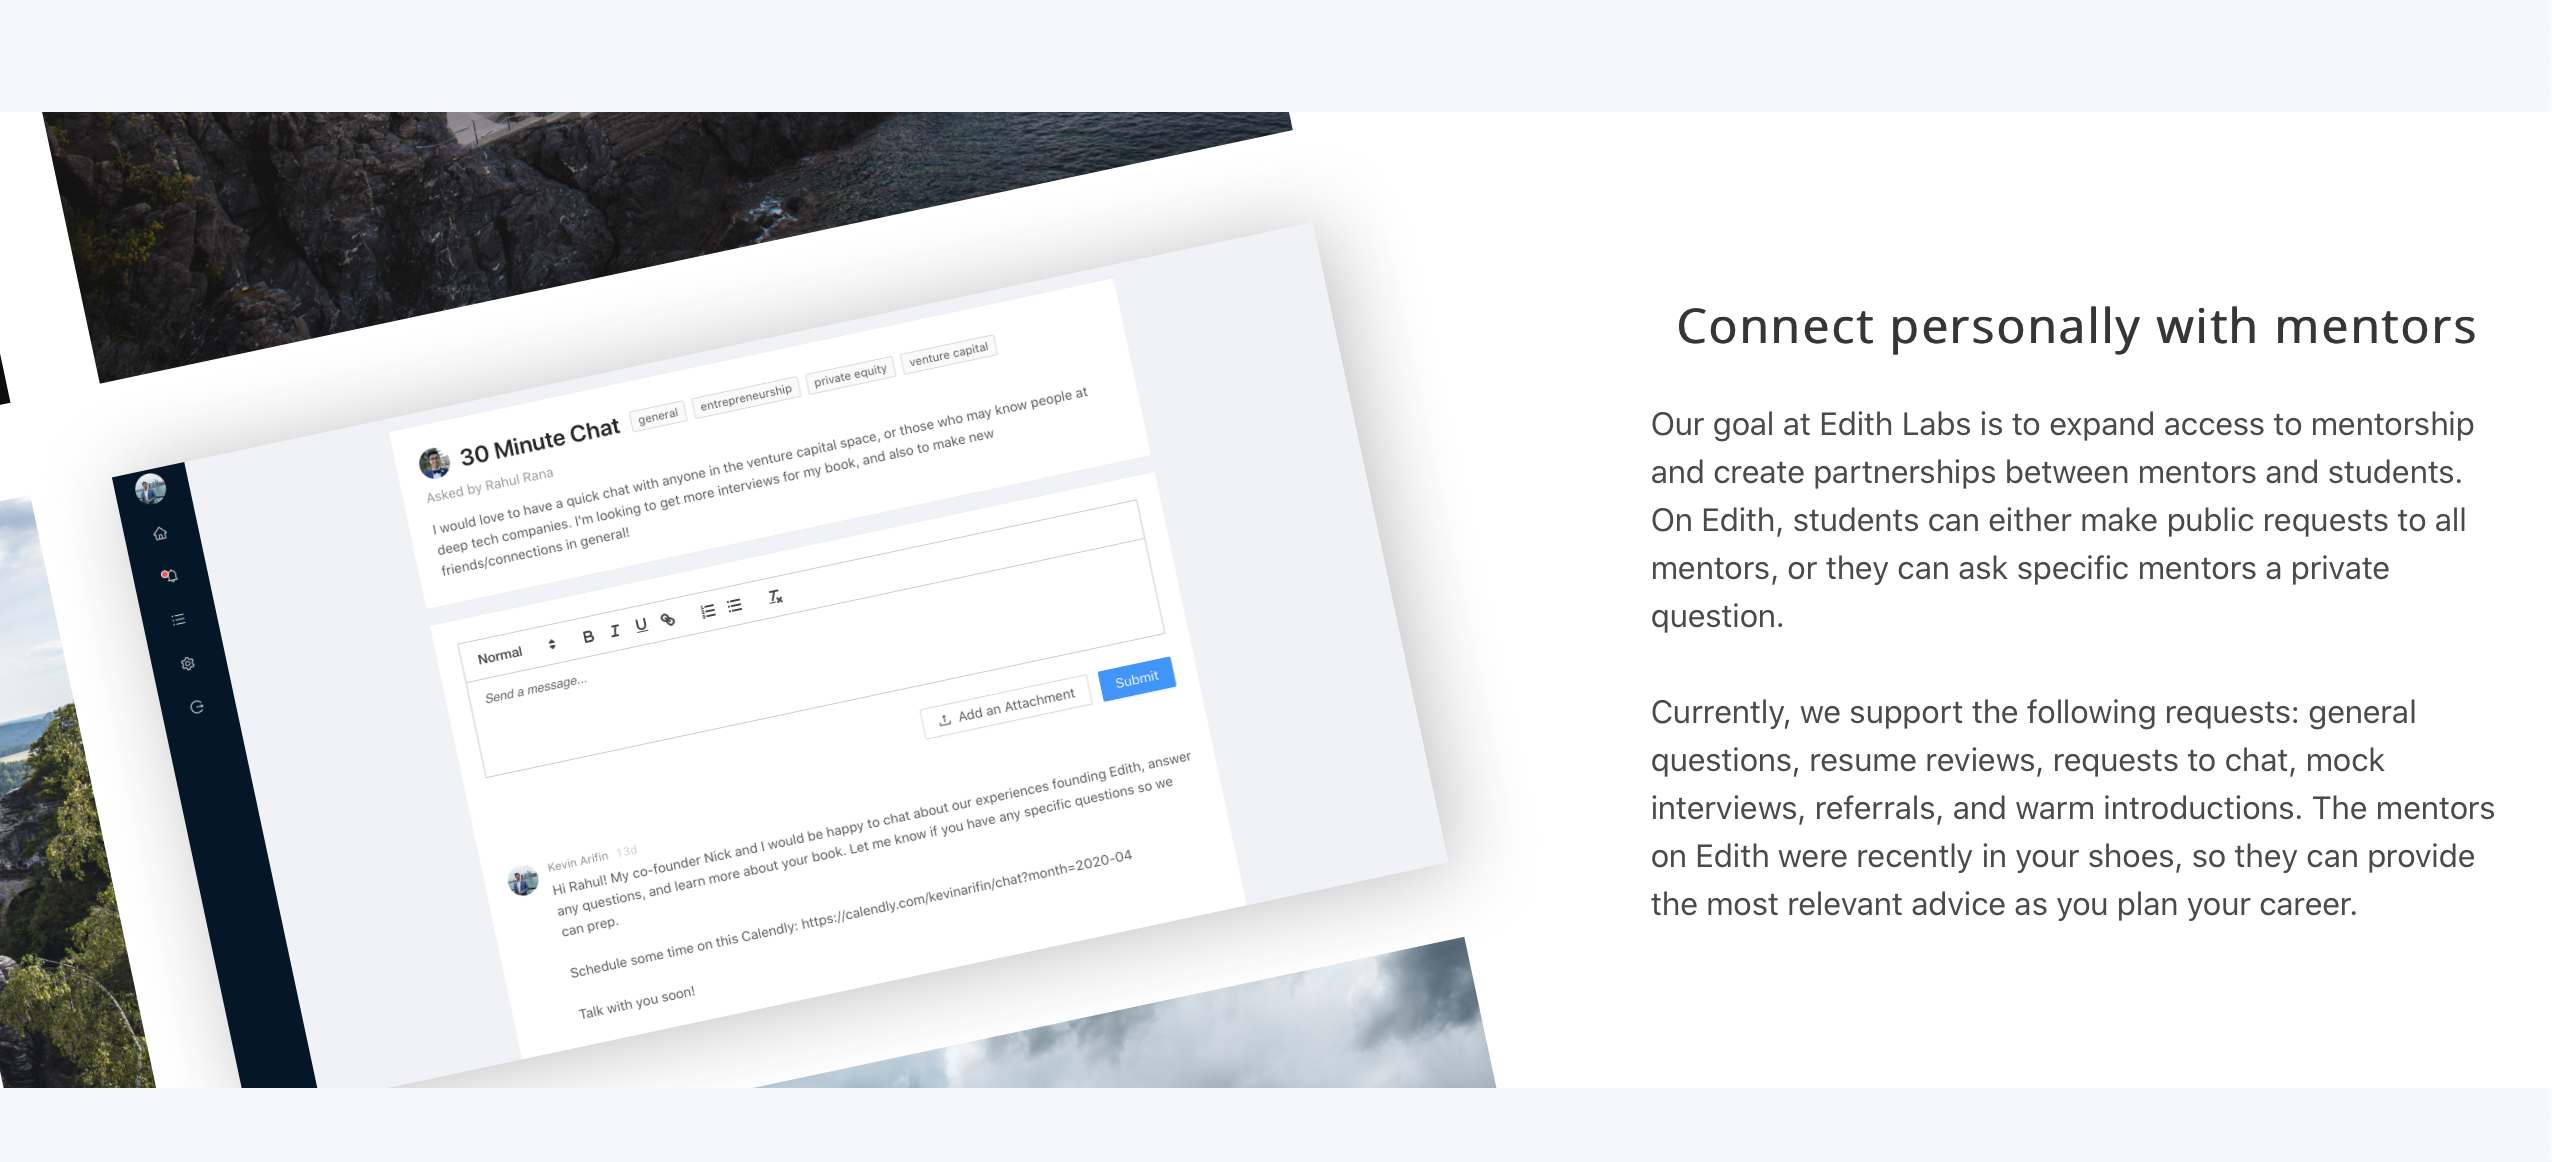 30 Minute Chat
general
entrepreneurship
private equity
venture capital
Asked by Rahul Rana
I would love to have a quick chat with anyone in the venture capital space, or those who may know people at
deep tech companies. I'm looking to get more interviews for my book, and also to make new
friends/connections in general!
Normal
B I U
Send a message...
Add an Attachment
Submit
Kevin Arifin 13d
Hi Rahul! My co-founder Nick and I would be happy to chat about our experiences founding Edith, answer
any questions, and learn more about your book. Let me know if you have any specific questions so we
can prep.
Schedule some time on this Calendly: https://calendly.com/kevinarifin/chat?month=2020-04
Talk with you soon!
Connect personally with mentors
Our goal at Edith Labs is to expand access to mentorship
and create partnerships between mentors and students.
On Edith, students can either make public requests to all
mentors, or they can ask specific mentors a private
question.
Currently, we support the following requests: general
questions, resume reviews, requests to chat, mock
interviews, referrals, and warm introductions. The mentors
on Edith were recently in your shoes, so they can provide
the most relevant advice as you plan your career.